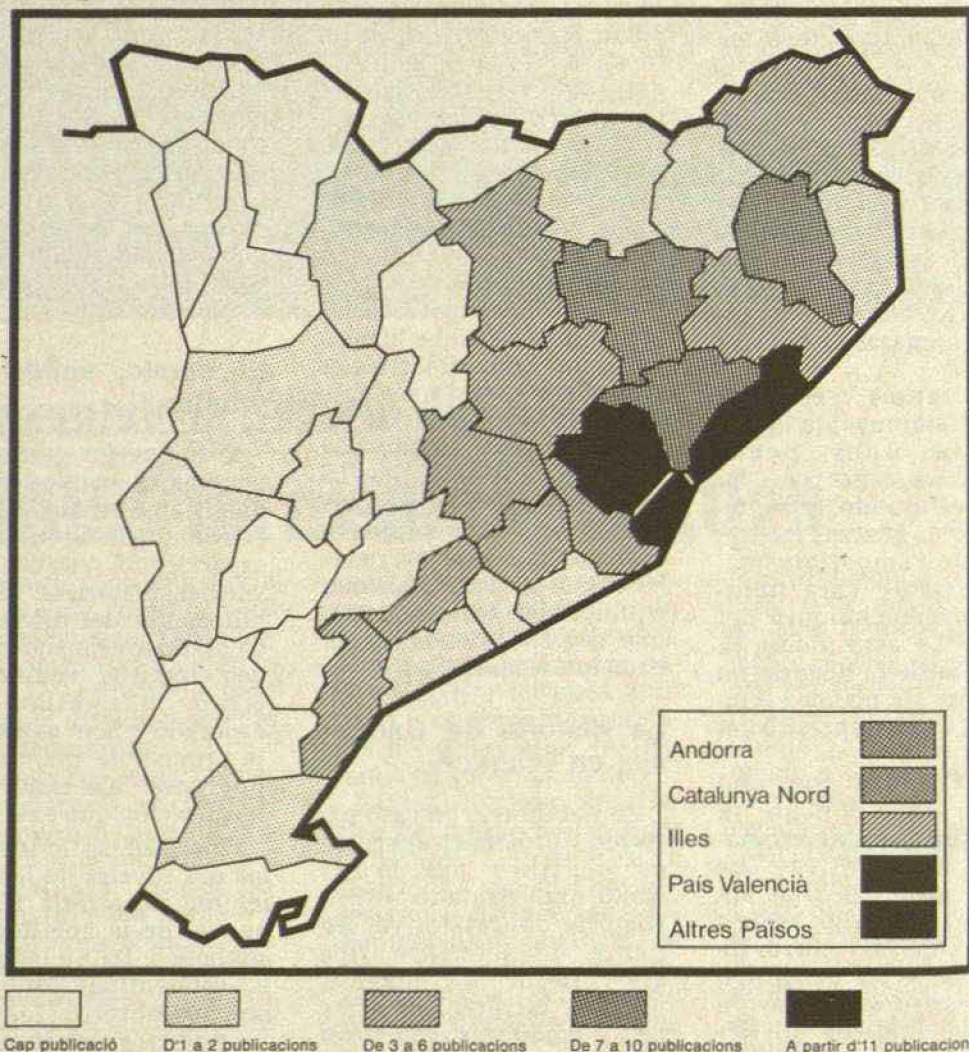 Andorra
Catalunya Nord
Illes
País Valencià
Altres Països
Cap publicació
D'1 a 2 publicacions
De 3 a 6 publicacions
De 7 a 10 publicacions
A partir d'11 publicacion